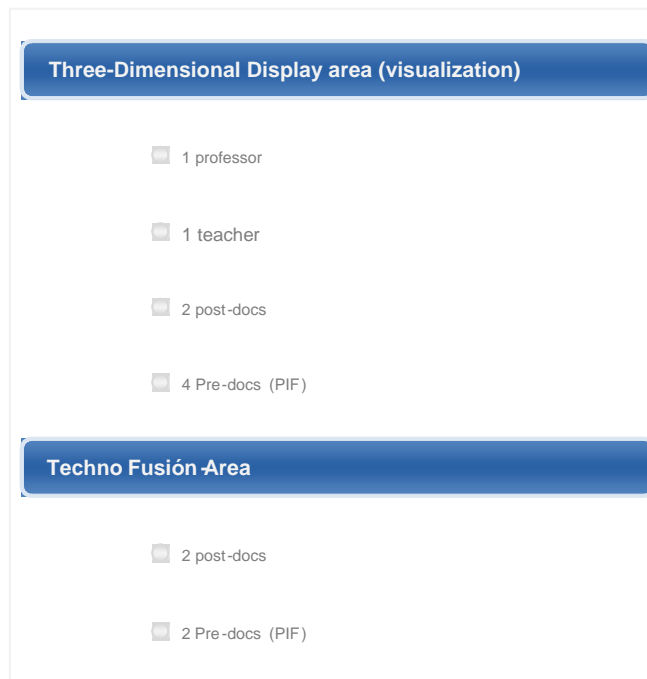 Three-Dimensional Display area (visualization)
1 professor
1 teacher
2 post-docs
4 Pre-docs (PIF)
Techno Fusión-Area
2 post-docs
2 Pre-docs (PIF)